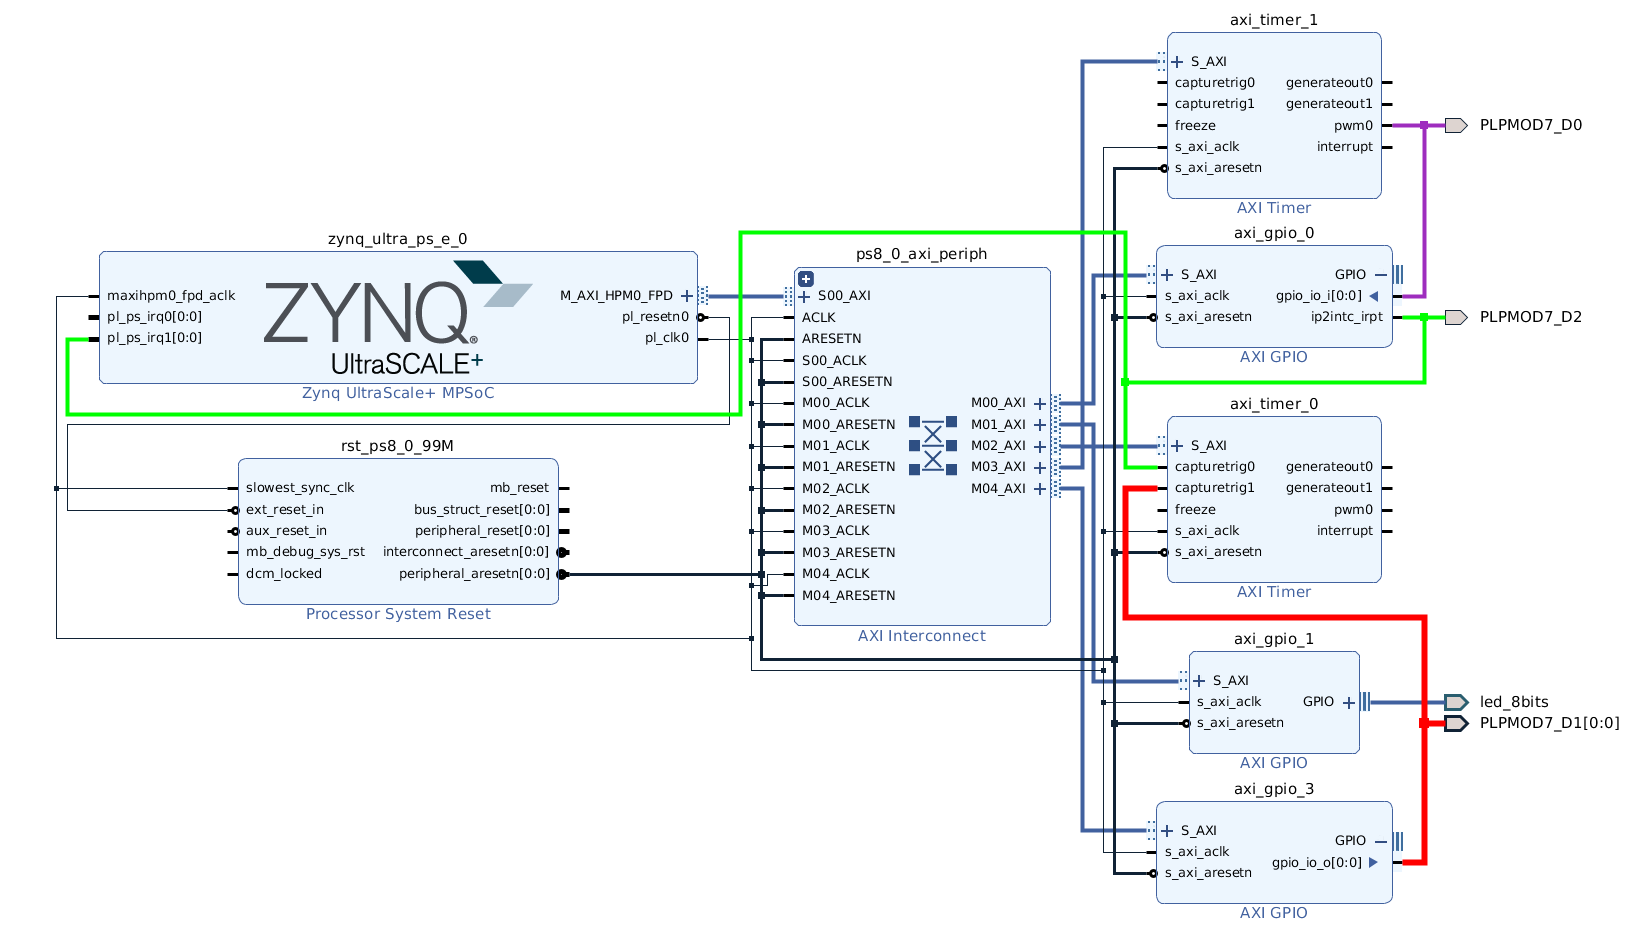 axi_timer_1
S_AXI
capturetrig0 generateout0
capturetrig1 generateout1
freeze pwm0
s_axi_aclk interrupt
s_axi_aresetn
AXI Timer
PLPMOD7_D0
axi_gpio_0
S_AXI GPIO
s_axi_aclk gpio_io_i[0:0]
s_axi_aresetn ip2intc_irpt
AXI GPIO
PLPMOD7_D2
zynq_ultra_ps_e_0
maxihpm0_fpd_aclk M_AXI_HPM0_FPD
pl_ps_irq0[0:0] pl_resetn0
pl_ps_irq1[0:0] pl_clk0
ZYNQ®
UltraSCALE+
Zynq UltraScale+ MPSoC
ps8_0_axi_periph
S00_AXI
ACLK
ARESETN
S00_ACLK
S00_ARESETN
M00_ACLK M00_AXI
M00_ARESETN M01_AXI
M01_ACLK M02_AXI
M01_ARESETN M03_AXI
M02_ACLK M04_AXI
M02_ARESETN
M03_ACLK
M03_ARESETN
M04_ACLK
M04_ARESETN
AXI Interconnect
rst_ps8_0_99M
slowest_sync_clk mb_reset
ext_reset_in bus_struct_reset[0:0]
aux_reset_in peripheral_reset[0:0]
mb_debug_sys_rst interconnect_aresetn[0:0]
dcm_locked peripheral_aresetn[0:0]
Processor System Reset
axi_timer_0
S_AXI
capturetrig0 generateout0
capturetrig1 generateout1
freeze pwm0
s_axi_aclk interrupt
s_axi_aresetn
AXI Timer
axi_gpio_1
S_AXI
s_axi_aclk GPIO
s_axi_aresetn
AXI GPIO
led_8bits
PLPMOD7_D1[0:0]
axi_gpio_3
S_AXI GPIO
s_axi_aclk gpio_io_o[0:0]
s_axi_aresetn
AXI GPIO